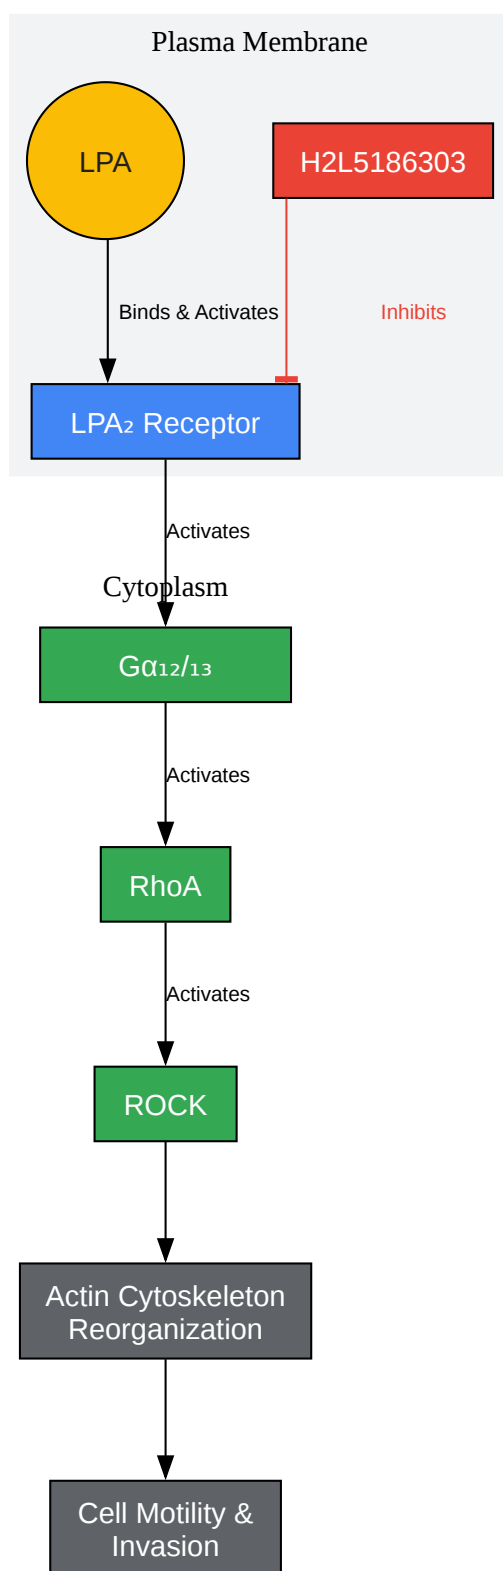 Plasma Membrane
LPA
H2L5186303
Binds & Activates
Inhibits
LPA₂ Receptor
Activates
Cytoplasm
Gα₁₂/₁₃
Activates
RhoA
Activates
ROCK
Actin Cytoskeleton
Reorganization
Cell Motility &
Invasion